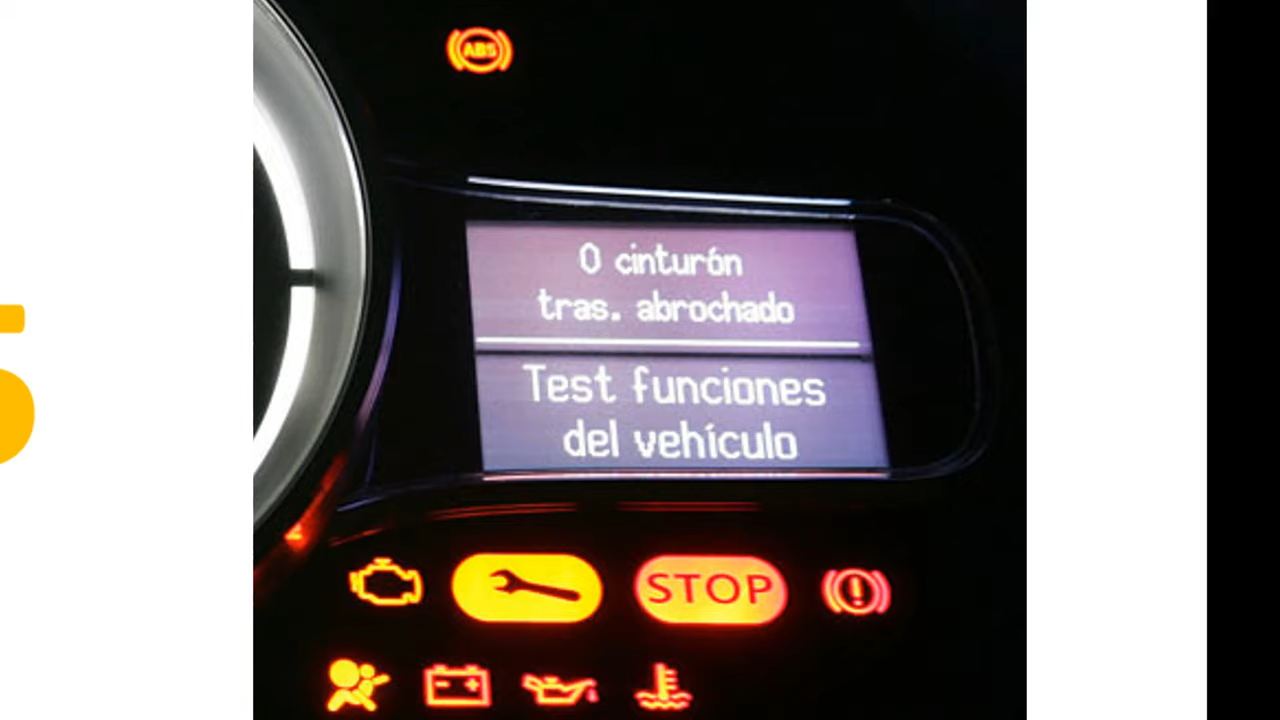 ABS
0 cinturón
tras. abrochado
Test funciones
del vehículo
STOP